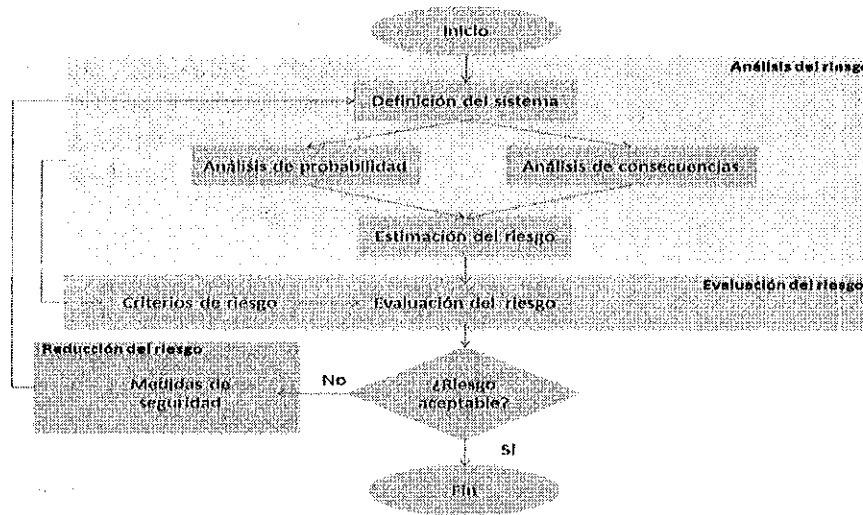 Inicio
Análisis del riesgo
Definición del sistema
Análisis de probabilidad
Análisis de consecuencias
Estimación del riesgo
Evaluación del riesgo
Criterios de riesgo
Evaluación del riesgo
Reducción del riesgo
Medidas de
seguridad
No
¿Riesgo
aceptable?
Sí
Fin